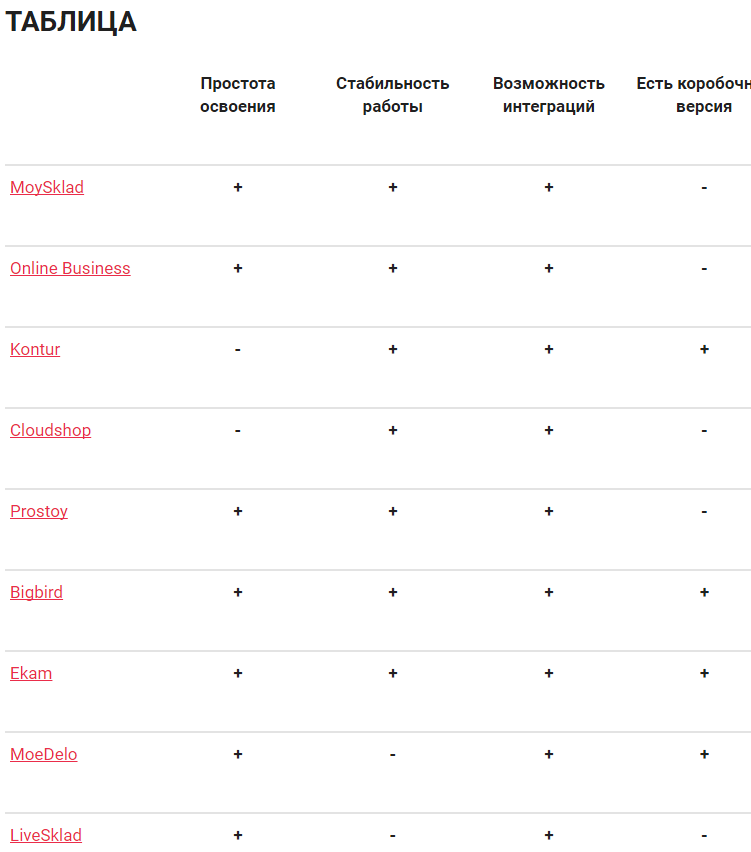 ТАБЛИЦА
Простота Стабильность Возможность Есть коробочн
освоения работы интеграций версия
MoySklad + + + -
Online Business + + + -
Kontur - + + +
Cloudshop - + + -
Prostoy + + + -
Bigbird + + + +
Ekam + + + +
MoeDelo + - + +
LiveSklad + - + -